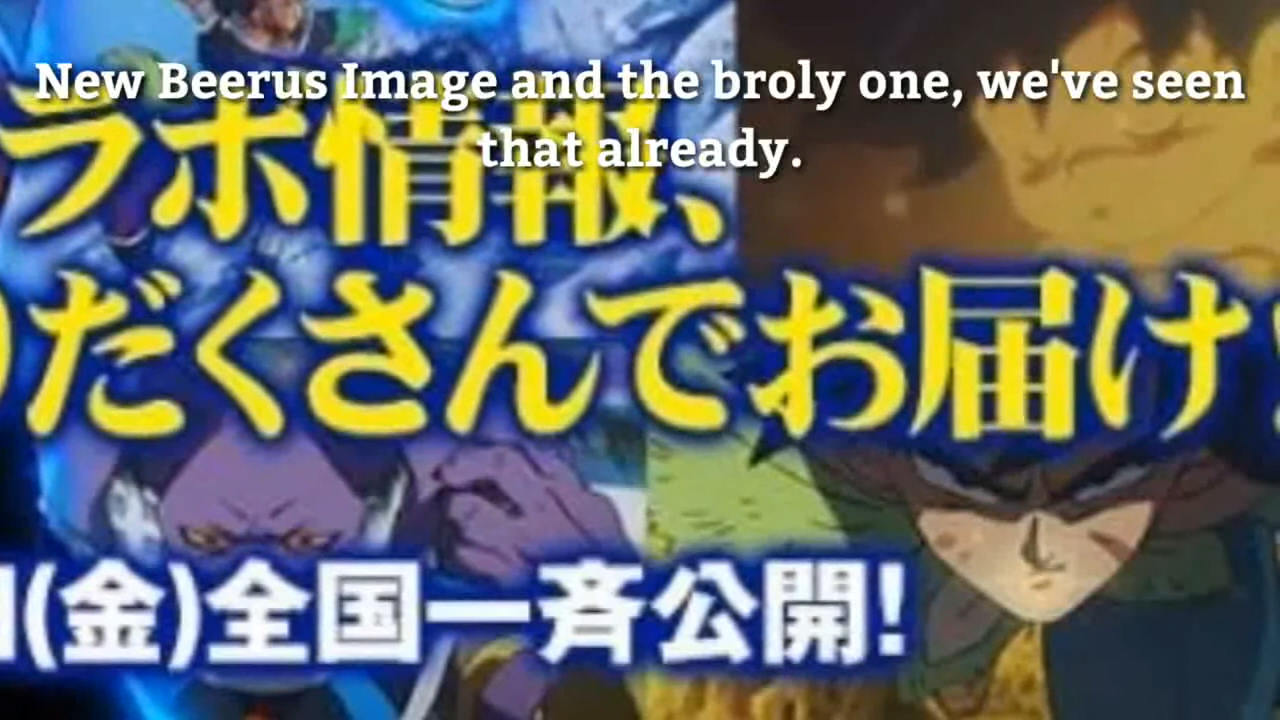 New Beerus Image and the broly one, we've seen
that already.
ラボ情報、
だくさんでお届け!
(金)全国一斉公開!